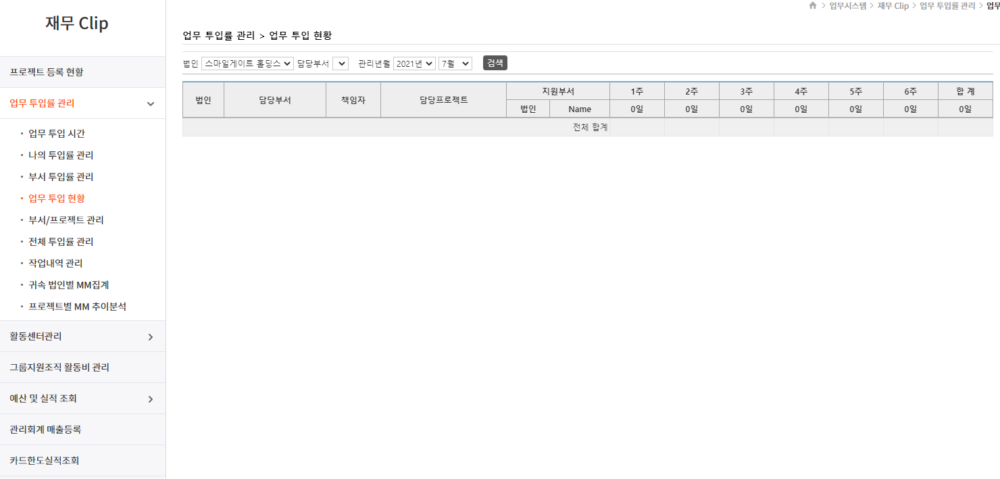 재무 Clip
프로젝트 등록 현황
업무 투입률 관리
· 업무 투입 시간
· 나의 투입률 관리
· 부서 투입률 관리
· 업무 투입 현황
· 부서/프로젝트 관리
· 전체 투입률 관리
· 작업내역 관리
· 귀속 법인별 MM집계
· 프로젝트별 MM 추이분석
활동센터관리
그룹지원조직 활동비 관리
예산 및 실적 조회
관리회계 매출등록
카드한도실적조회
> 업무시스템 > 재무 Clip > 업무 투입률 관리 > 업무
업무 투입률 관리 > 업무 투입 현황
법인 스마일게이트 홀딩스 담당부서 관리년월 2021년 7월 검색
법인 담당부서 책임자 담당프로젝트 지원부서 1주 2주 3주 4주 5주 6주 합 계
법인 Name 0일 0일 0일 0일 0일 0일 0일
전체 합계